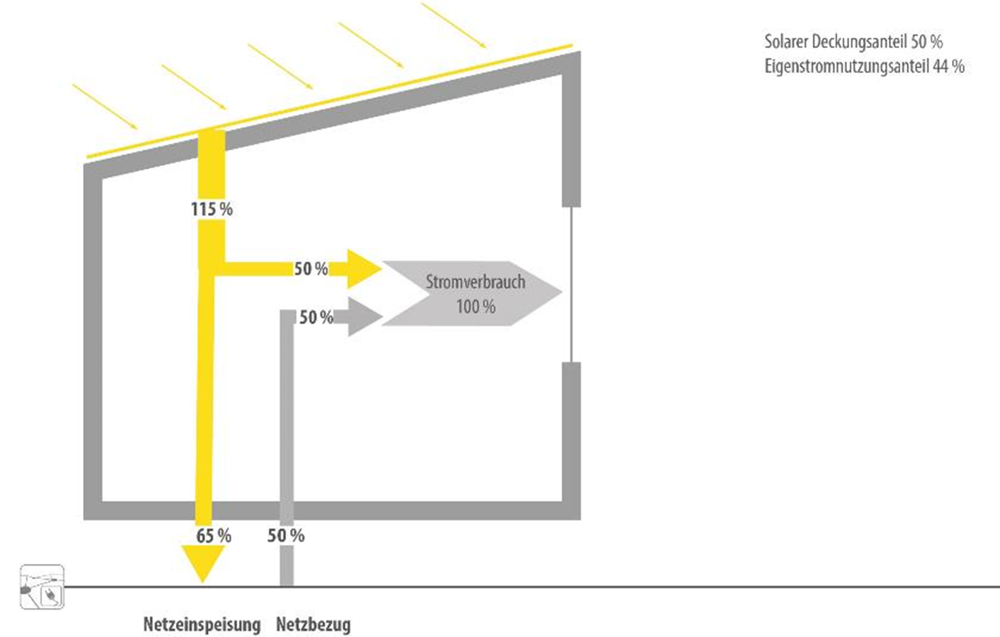 Solarer Deckungsanteil 50 %
Eigenstromnutzungsanteil 44 %
115 %
50 %
Stromverbrauch
100 %
50 %
65 %
50 %
Netzeinspeisung
Netzbezug